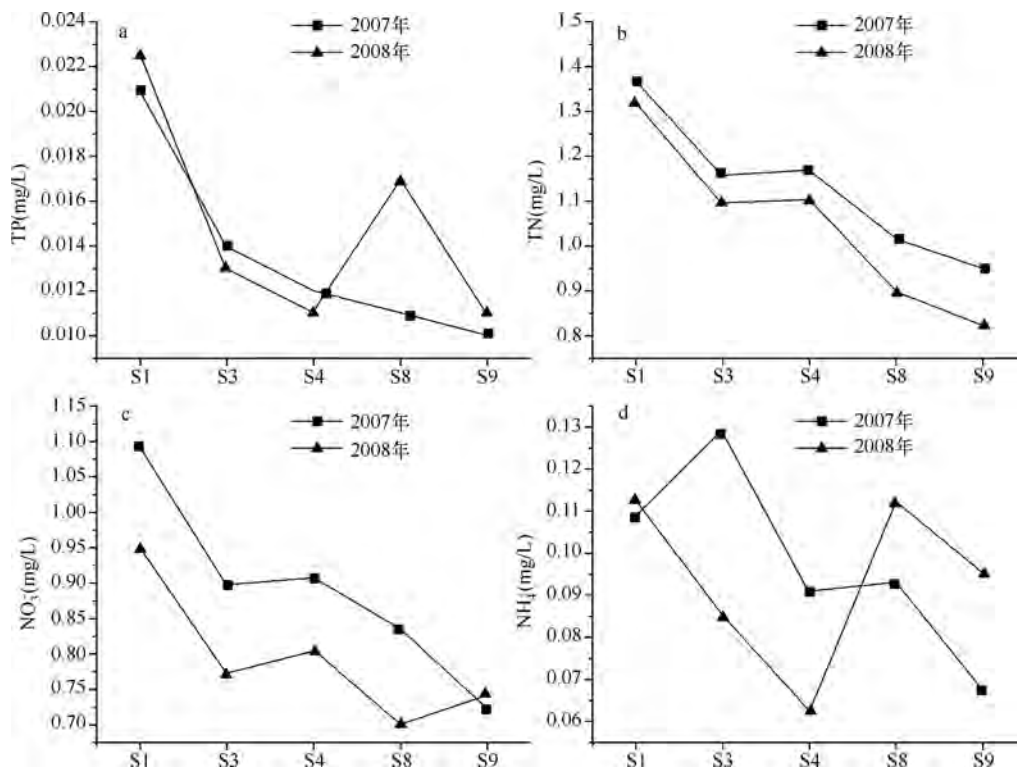 a
2007年
2008年
0.024
0.022
0.020
0.018
0.016
0.014
0.012
0.010
TP(mg/L)
S1 S3 S4 S8 S9
b
2007年
2008年
1.5
1.4
1.3
1.2
1.1
1.0
0.9
0.8
TN(mg/L)
S1 S3 S4 S8 S9
c
2007年
2008年
1.15
1.10
1.05
1.00
0.95
0.90
0.85
0.80
0.75
0.70
NO₃(mg/L)
S1 S3 S4 S8 S9
d
2007年
2008年
0.13
0.12
0.11
0.10
0.09
0.08
0.07
0.06
NH₄(mg/L)
S1 S3 S4 S8 S9